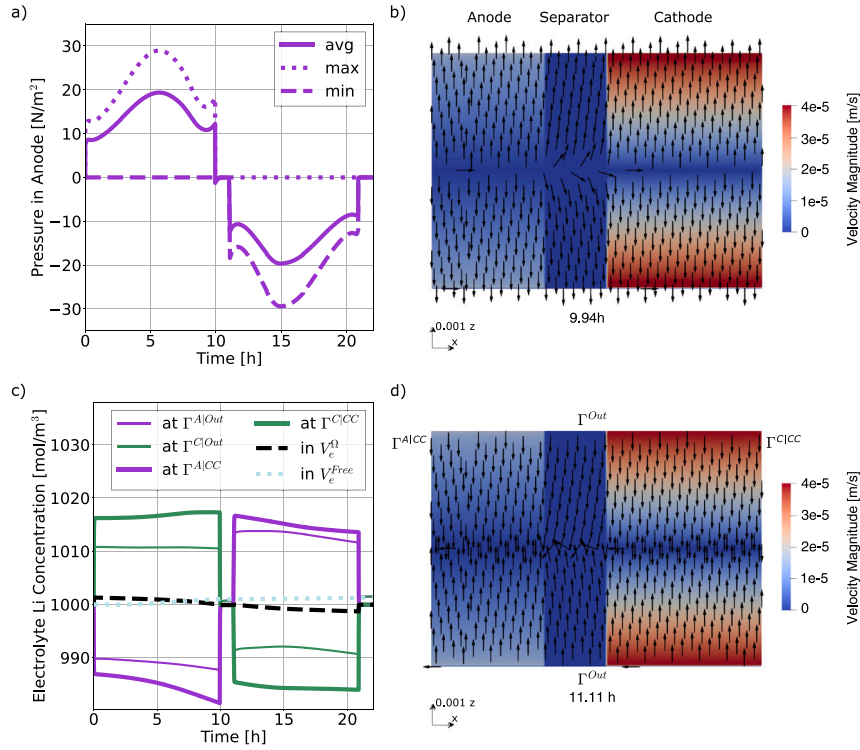 a)
30
20
10
0
−10
−20
−30
0
5
10
15
20
Pressure in Anode [N/m²]
Time [h]
avg
max
min
b)
Anode
Separator
Cathode
4e-5
3e-5
2e-5
1e-5
0
Velocity Magnitude [m/s]
9.94h
0.001 z
x
c)
1030
1020
1010
1000
990
0
5
10
15
20
Electrolyte Li Concentration [mol/m³]
Time [h]
at Γ^{A|Out}
at Γ^{C|Out}
at Γ^{A|CC}
at Γ^{C|CC}
in V_e^Ω
in V_e^{Free}
d)
Γ^{Out}
Γ^{A|CC}
Γ^{C|CC}
4e-5
3e-5
2e-5
1e-5
0
Velocity Magnitude [m/s]
Γ^{Out}
11.11 h
0.001 z
x